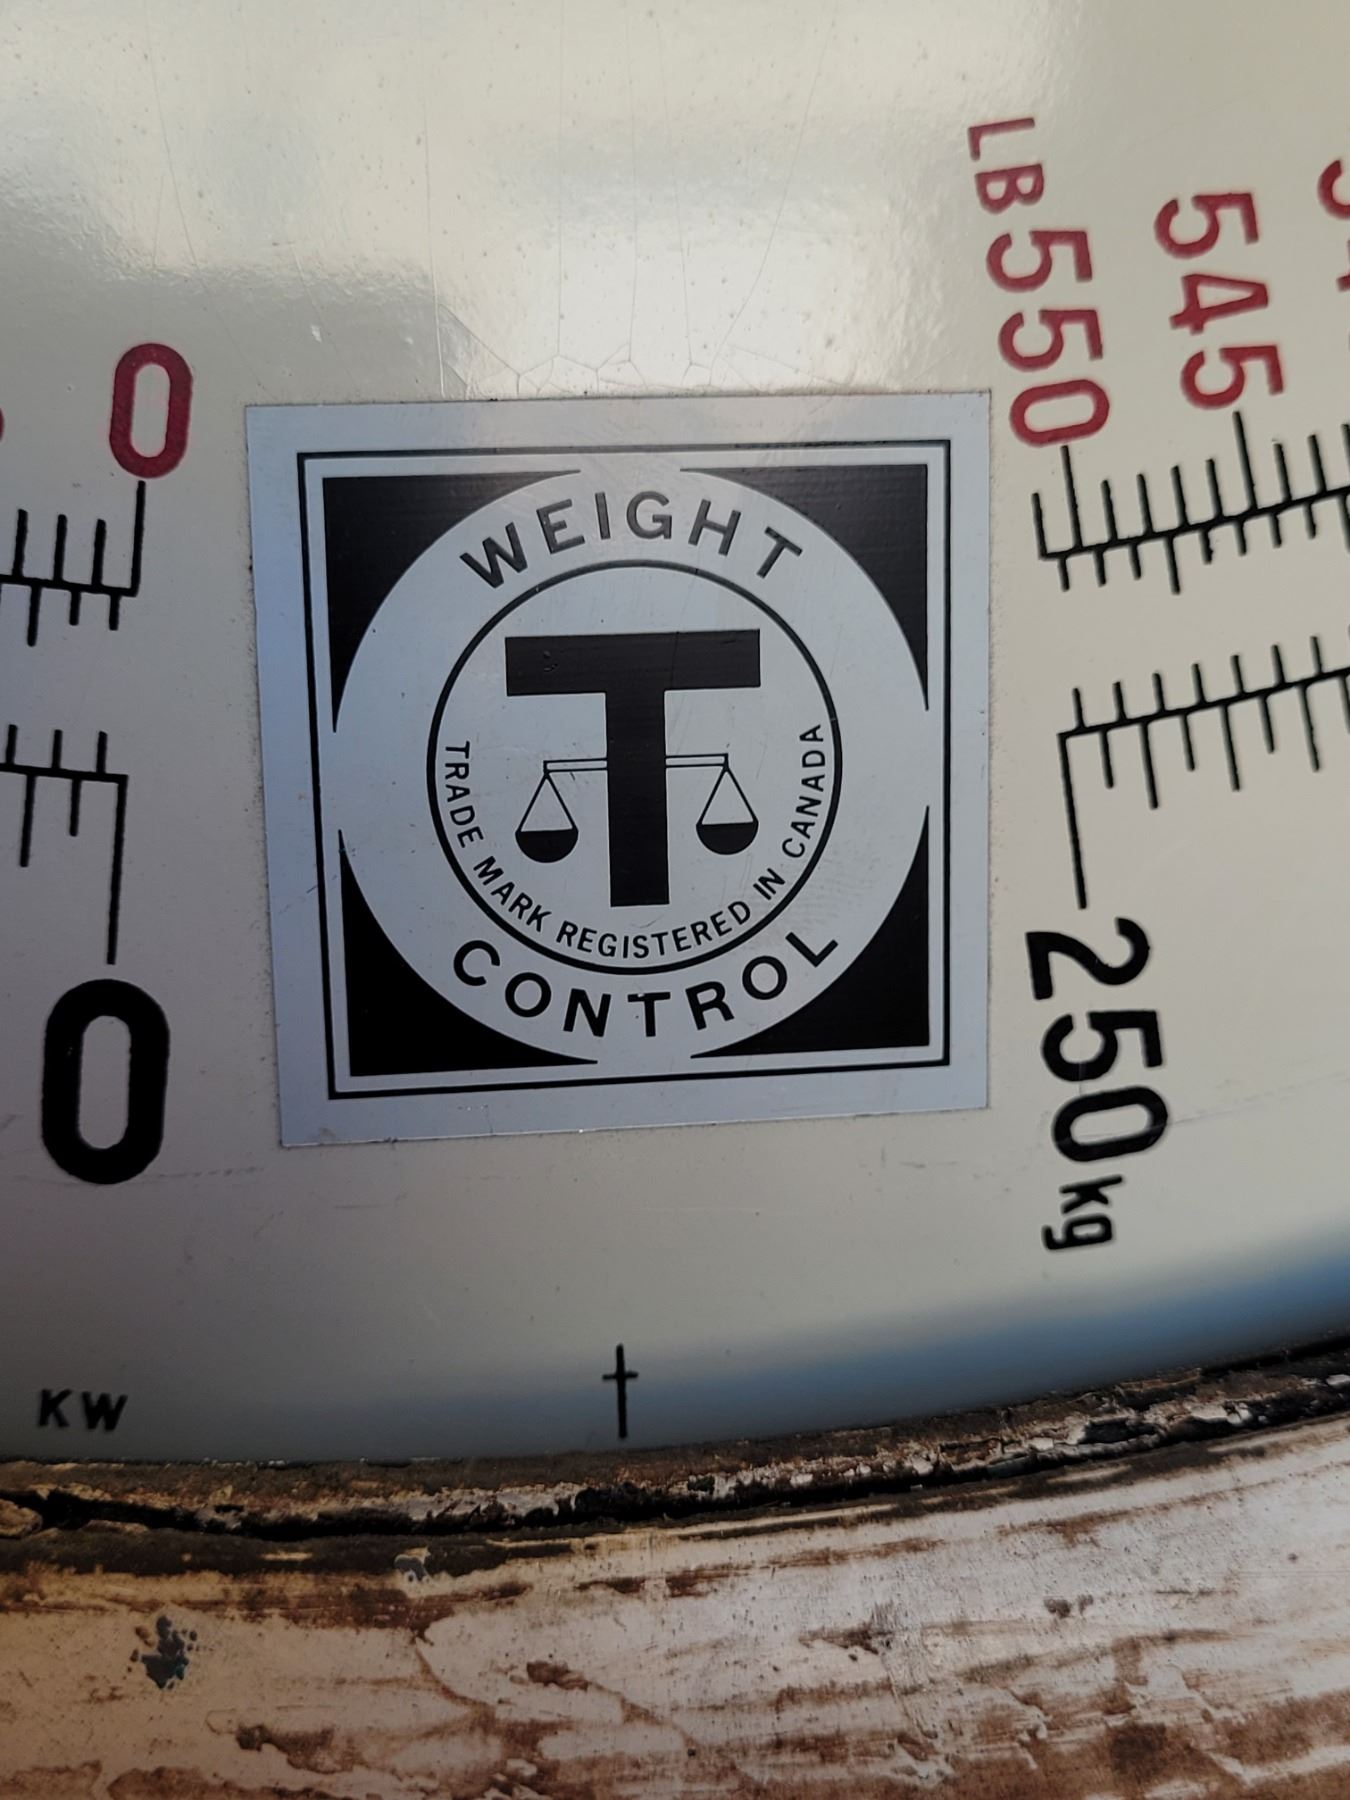 0
LB 550
545
WEIGHT
T
TRADE MARK REGISTERED IN CANADA
CONTROL
0
250 kg
KW